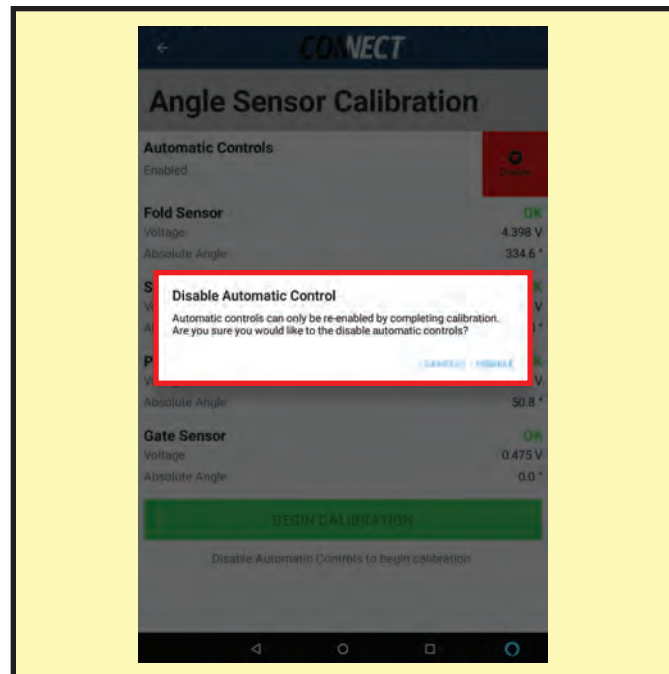 CONNECT
Angle Sensor Calibration
Automatic Controls
Enabled
Disable
Fold Sensor OK
Voltage 4.398 V
Absolute Angle 334.6 °
S K
V V
A °
Disable Automatic Control
Automatic controls can only be re-enabled by completing calibration.
Are you sure you would like to the disable automatic controls?
CANCEL DISABLE
P K
V V
Absolute Angle 50.8 °
Gate Sensor OK
Voltage 0.475 V
Absolute Angle 0.0 °
BEGIN CALIBRATION
Disable Automatic Controls to begin calibration